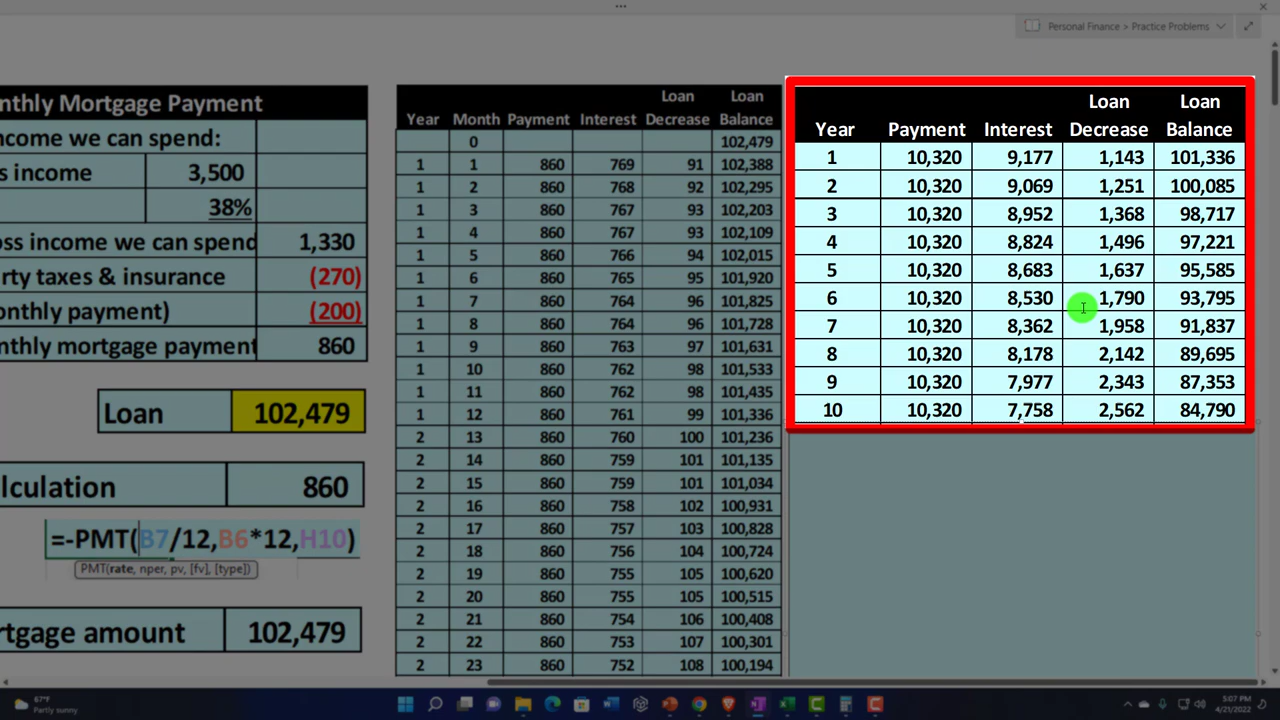 Personal Finance > Practice Problems
nthly Mortgage Payment
ncome we can spend:
s income 3,500
38%
oss income we can spend 1,330
erty taxes & insurance (270)
onthly payment) (200)
nthly mortgage payment 860
Loan 102,479
lculation 860
=-PMT(B7/12,B6*12,H10)
PMT(rate, nper, pv, [fv], [type])
rtgage amount 102,479
Loan Loan
Year Month Payment Interest Decrease Balance
0 102,479
1 1 860 769 91 102,388
1 2 860 768 92 102,295
1 3 860 767 93 102,203
1 4 860 767 93 102,109
1 5 860 766 94 102,015
1 6 860 765 95 101,920
1 7 860 764 96 101,825
1 8 860 764 96 101,728
1 9 860 763 97 101,631
1 10 860 762 98 101,533
1 11 860 762 98 101,435
1 12 860 761 99 101,336
2 13 860 760 100 101,236
2 14 860 759 101 101,135
2 15 860 759 101 101,034
2 16 860 758 102 100,931
2 17 860 757 103 100,828
2 18 860 756 104 100,724
2 19 860 755 105 100,620
2 20 860 755 105 100,515
2 21 860 754 106 100,408
2 22 860 753 107 100,301
2 23 860 752 108 100,194
Loan Loan
Year Payment Interest Decrease Balance
1 10,320 9,177 1,143 101,336
2 10,320 9,069 1,251 100,085
3 10,320 8,952 1,368 98,717
4 10,320 8,824 1,496 97,221
5 10,320 8,683 1,637 95,585
6 10,320 8,530 1,790 93,795
7 10,320 8,362 1,958 91,837
8 10,320 8,178 2,142 89,695
9 10,320 7,977 2,343 87,353
10 10,320 7,758 2,562 84,790
67°F
Partly sunny
5:07 PM
4/21/2022